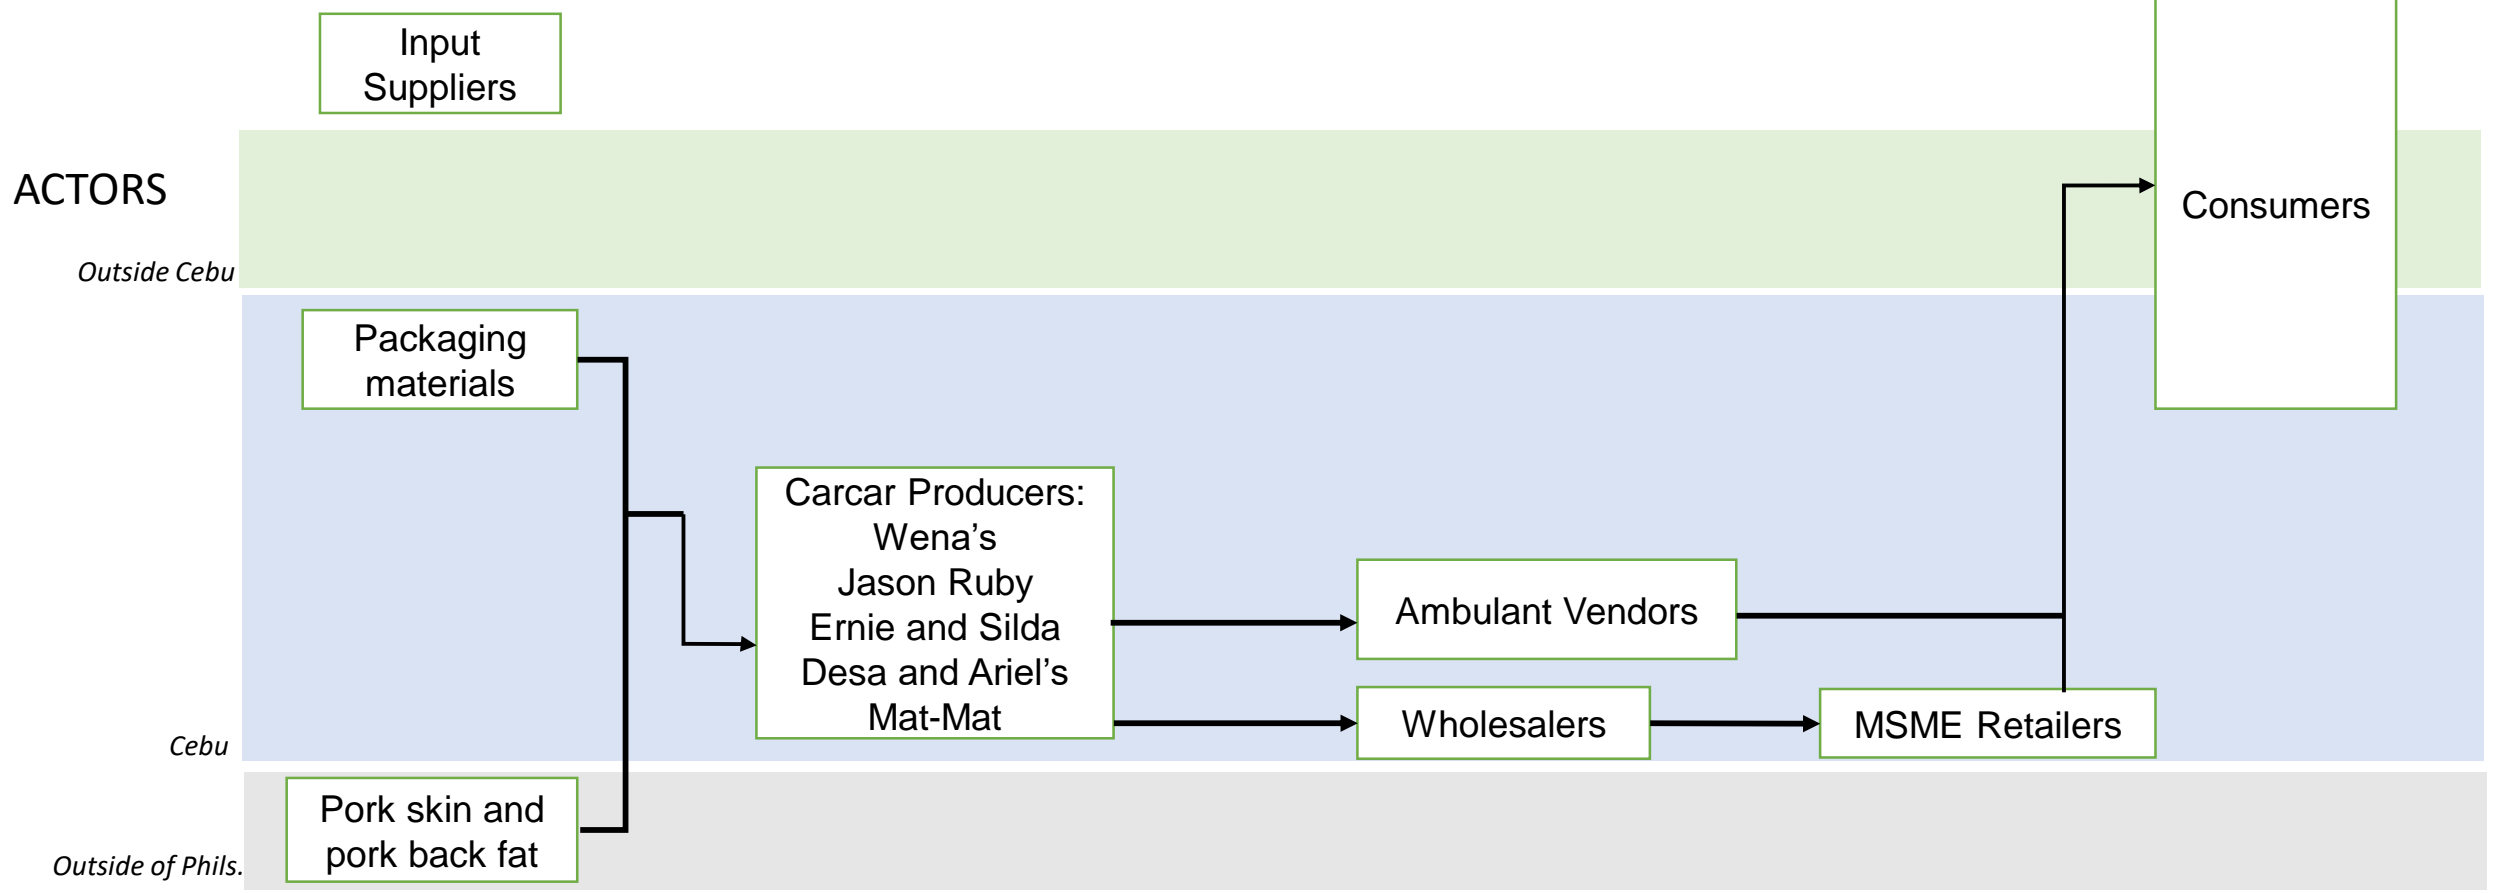 Input
Suppliers
ACTORS
Consumers
Outside Cebu
Packaging
materials
Carcar Producers:
Wena’s
Jason Ruby
Ernie and Silda
Desa and Ariel’s
Mat-Mat
Ambulant Vendors
Wholesalers
MSME Retailers
Cebu
Pork skin and
pork back fat
Outside of Phils.